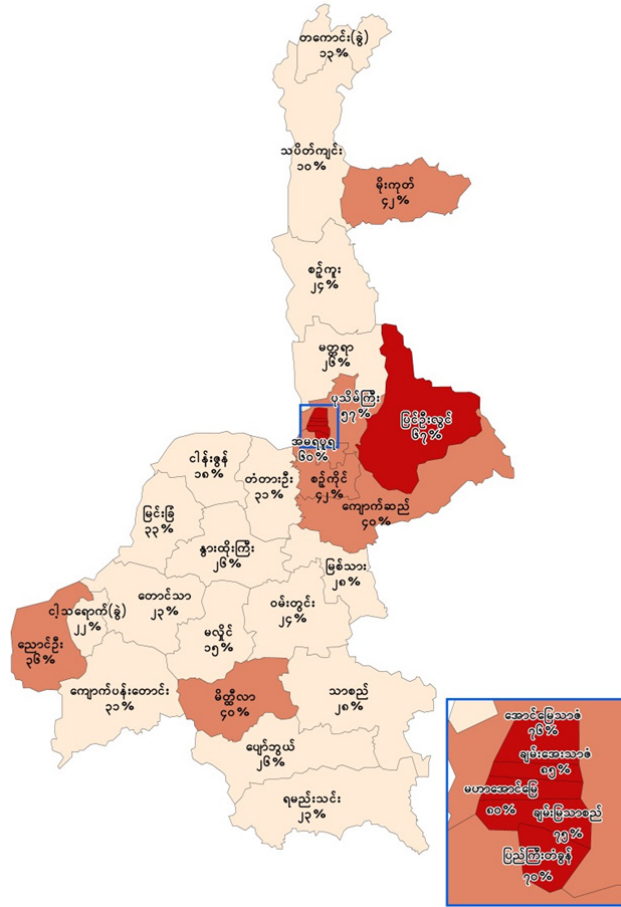 တကောင်း(ခွဲ)
၁၃%
သပိတ်ကျင်း
၁၀%
မိုးကုတ်
၄၂%
စဉ့်ကူး
၂၄%
မတ္တရာ
၂၆%
ပုသိမ်ကြီး
၅၇%
ပြင်ဦးလွင်
၆၇%
အမရပူရ
၆၀%
ငါန်းဇွန်
၁၈%
တံတားဦး
၃၁%
စဉ့်ကိုင်
၄၂%
ကျောက်ဆည်
၄၀%
မြင်းခြံ
၃၃%
နွားထိုးကြီး
၂၆%
မြစ်သား
၂၈%
ငါ့သရောက်(ခွဲ)
၂၂%
တောင်သာ
၂၃%
ဝမ်းတွင်း
၂၄%
မလှိုင်
၁၅%
ညောင်ဦး
၃၆%
ကျောက်ပန်းတောင်း
၃၁%
မိတ္ထီလာ
၄၀%
သာစည်
၂၈%
ပျော်ဘွယ်
၂၆%
ရမည်းသင်း
၂၃%
အောင်မြေသာဇံ
၇၆%
ချမ်းအေးသာဇံ
၈၅%
မဟာအောင်မြေ
၈၀%
ချမ်းမြသာစည်
၇၅%
ပြည်ကြီးတံခွန်
၇၀%